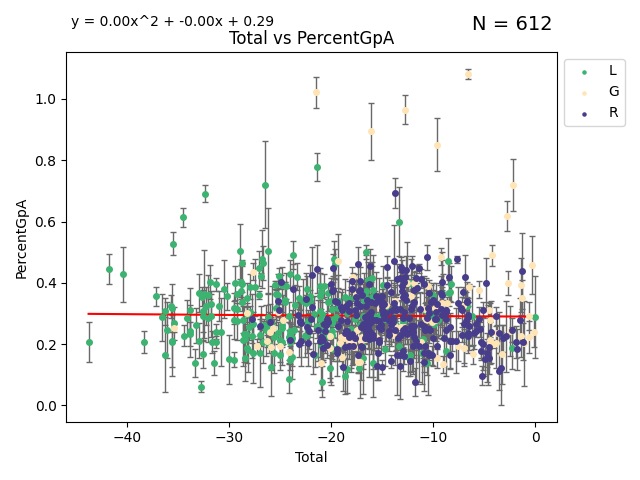 y = 0.00x^2 + -0.00x + 0.29
N = 612
Total vs PercentGpA
1.0
0.8
0.6
0.4
0.2
0.0
PercentGpA
−40
−30
−20
−10
0
Total
L
G
R